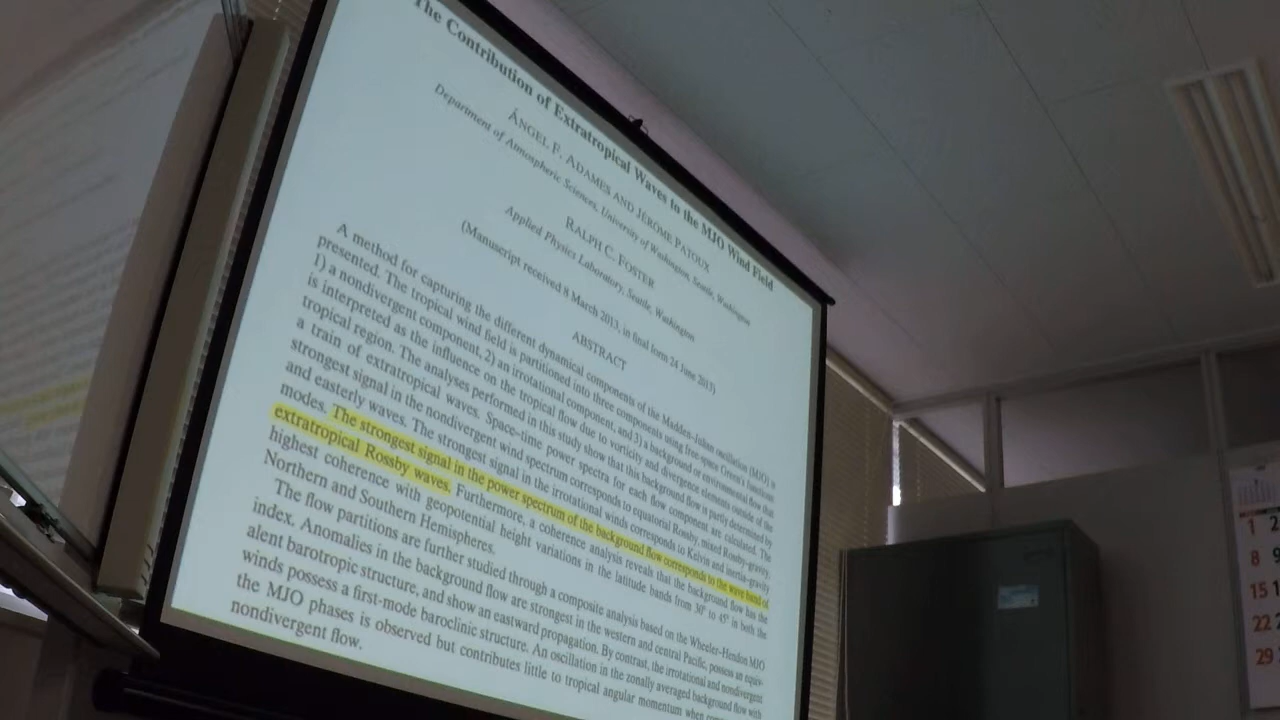 The Contribution of Extratropical Waves to the MJO Wind Field
ÁNGEL F. ADAMES AND JÉRÔME PATOUX
Department of Atmospheric Sciences, University of Washington, Seattle, Washington
RALPH C. FOSTER
Applied Physics Laboratory, Seattle, Washington
(Manuscript received 8 March 2013, in final form 24 June 2013)
ABSTRACT
A method for capturing the different dynamical components of the Madden–Julian oscillation (MJO) is
presented. The tropical wind field is partitioned into three components using free-space Green's functions
1) a nondivergent component, 2) an irrotational component, and 3) a background or environmental flow that
is interpreted as the influence on the tropical flow due to vorticity and divergence elements outside of the
tropical region. The analyses performed in this study show that this background flow is partly determined by
a train of extratropical waves. Space–time power spectra for each flow component are calculated. The
strongest signal in the nondivergent wind spectrum corresponds to equatorial Rossby, mixed Rossby–gravity,
and easterly waves. The strongest signal in the irrotational winds corresponds to Kelvin and inertia–gravity
modes. The strongest signal in the power spectrum of the background flow corresponds to the wave band of
extratropical Rossby waves. Furthermore, a coherence analysis reveals that the background flow has the
highest coherence with geopotential height variations in the latitude bands from 30° to 45° in both the
Northern and Southern Hemispheres.
The flow partitions are further studied through a composite analysis based on the Wheeler–Hendon MJO
index. Anomalies in the background flow are strongest in the western and central Pacific, possess an equiv-
alent barotropic structure, and show an eastward propagation. By contrast, the irrotational and nondivergent
winds possess a first-mode baroclinic structure. An oscillation in the zonally averaged background flow with
the MJO phases is observed but contributes little to tropical angular momentum when
nondivergent flow.
1 2
8
15 1
22 2
29